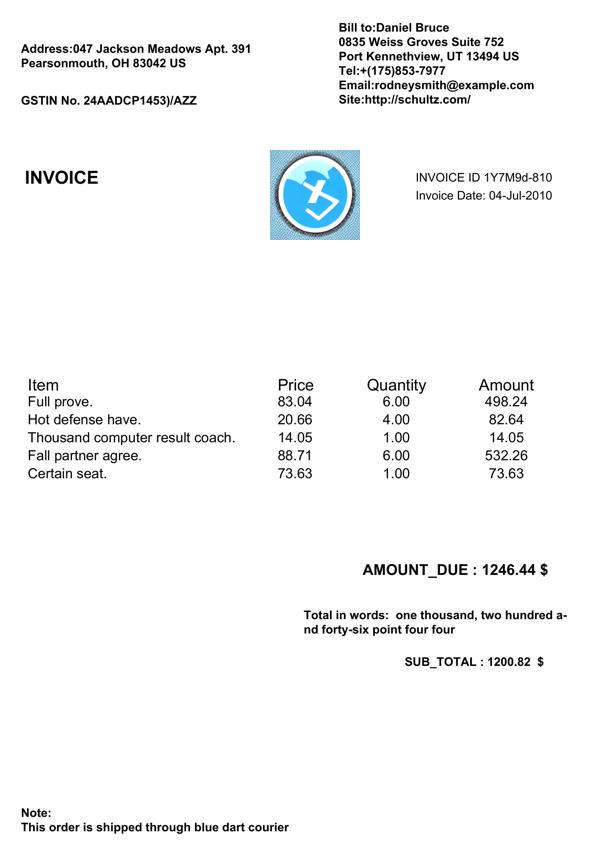 Address:047 Jackson Meadows Apt. 391
Pearsonmouth, OH 83042 US
GSTIN No. 24AADCP1453)/AZZ
Bill to:Daniel Bruce
0835 Weiss Groves Suite 752
Port Kennethview, UT 13494 US
Tel:+(175)853-7977
Email:rodneysmith@example.com
Site:http://schultz.com/
INVOICE
INVOICE ID 1Y7M9d-810
Invoice Date: 04-Jul-2010
Item Price Quantity Amount
Full prove. 83.04 6.00 498.24
Hot defense have. 20.66 4.00 82.64
Thousand computer result coach. 14.05 1.00 14.05
Fall partner agree. 88.71 6.00 532.26
Certain seat. 73.63 1.00 73.63
AMOUNT_DUE : 1246.44 $
Total in words:  one thousand, two hundred a-
nd forty-six point four four
SUB_TOTAL : 1200.82  $
Note:
This order is shipped through blue dart courier